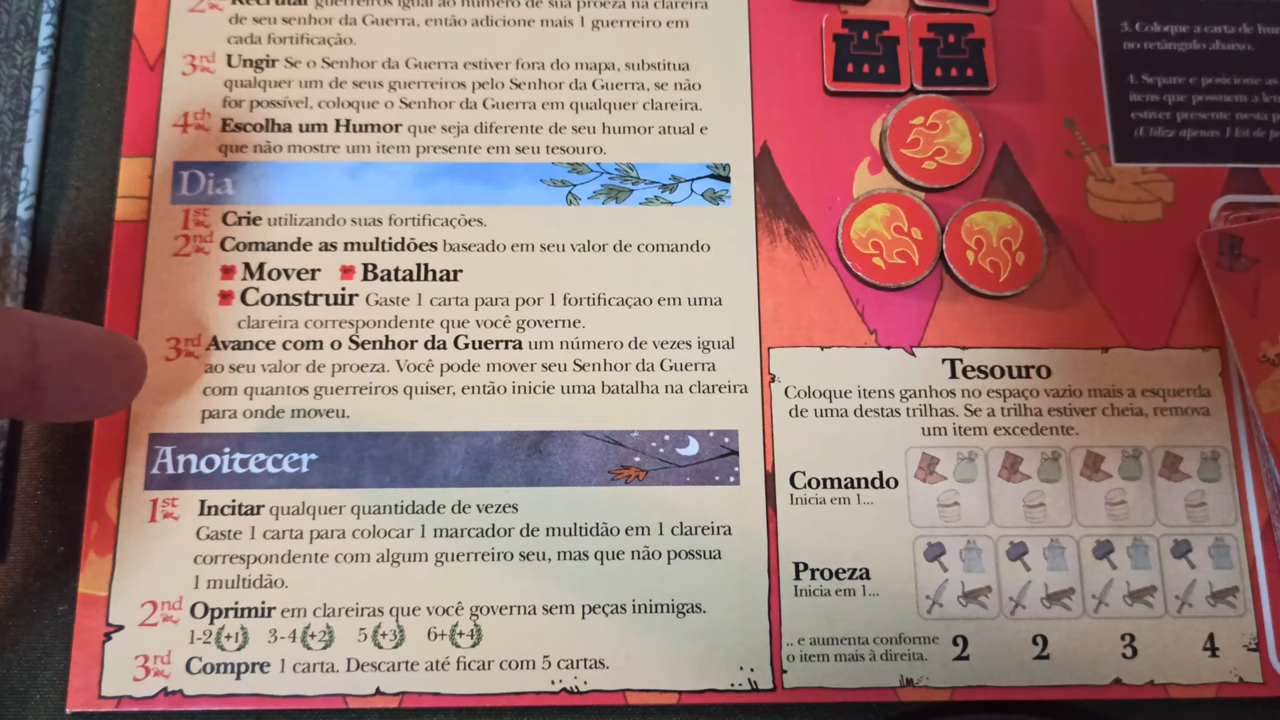 2nd Recrutar guerreiros igual ao número de sua proeza na clareira
de seu senhor da Guerra, então adicione mais 1 guerreiro em
cada fortificação.
3rd Ungir Se o Senhor da Guerra estiver fora do mapa, substitua
qualquer um de seus guerreiros pelo Senhor da Guerra, se não
for possível, coloque o Senhor da Guerra em qualquer clareira.
4th Escolha um Humor que seja diferente de seu humor atual e
que não mostre um item presente em seu tesouro.
Dia
1st Crie utilizando suas fortificações.
2nd Comande as multidões baseado em seu valor de comando
Mover Batalhar
Construir Gaste 1 carta para por 1 fortificaçao em uma
clareira correspondente que você governe.
3rd Avance com o Senhor da Guerra um número de vezes igual
ao seu valor de proeza. Você pode mover seu Senhor da Guerra
com quantos guerreiros quiser, então inicie uma batalha na clareira
para onde moveu.
Anoitecer
1st Incitar qualquer quantidade de vezes
Gaste 1 carta para colocar 1 marcador de multidão em 1 clareira
correspondente com algum guerreiro seu, mas que não possua
1 multidão.
2nd Oprimir em clareiras que você governa sem peças inimigas.
1-2 +1 3-4 +2 5 +3 6+ +4
3rd Compre 1 carta. Descarte até ficar com 5 cartas.
3. Coloque a carta de hum
no retângulo abaixo.
4. Separe e posicione as
itens que possuem a let
estiver presente nesta p
(Utilize apenas 1 kit de p
Tesouro
Coloque itens ganhos no espaço vazio mais a esquerda
de uma destas trilhas. Se a trilha estiver cheia, remova
um item excedente.
Comando
Inicia em 1...
Proeza
Inicia em 1...
.. e aumenta conforme
o item mais à direita. 2 2 3 4